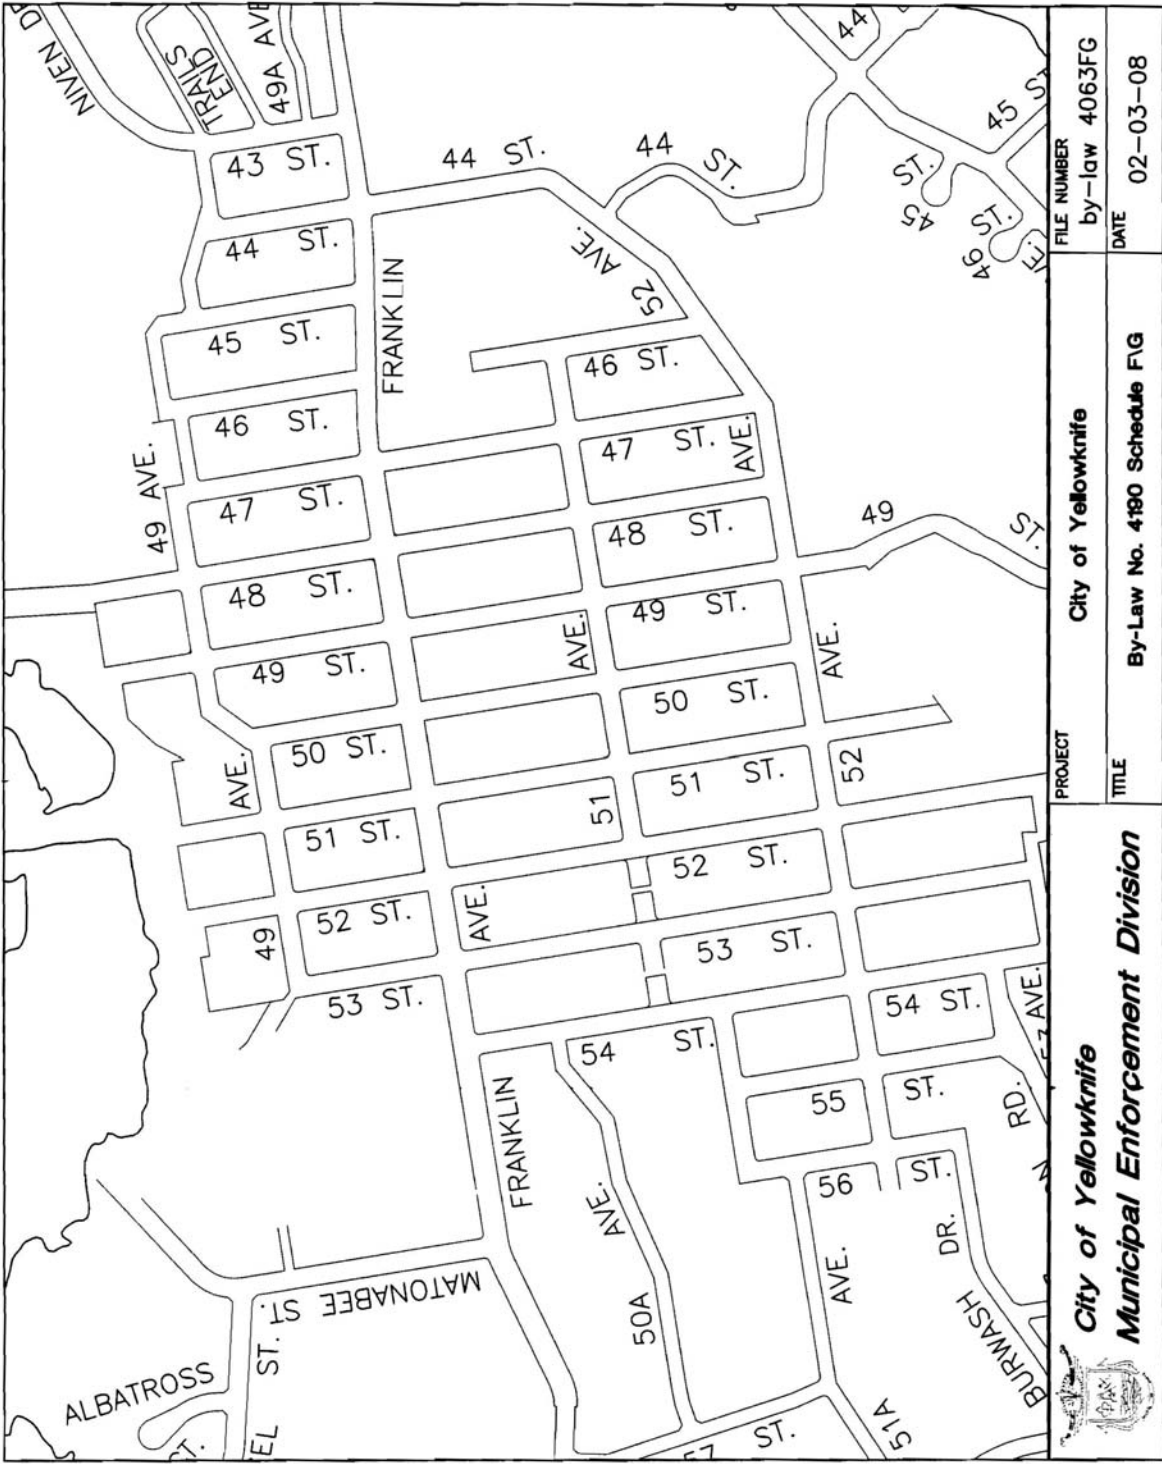 NIVEN
TRAILS
END
49A AVE
43 ST.
44 ST.
44
44 ST.
44 ST.
45 ST.
FRANKLIN
52 AVE.
45 ST.
45 ST.
46 ST.
46 ST.
46 ST.
49 AVE.
47 ST.
47 ST.
AVE.
48 ST.
48 ST.
49 ST.
49 ST.
49 ST.
51 AVE.
52 AVE.
50 ST.
50 ST.
49 AVE.
51 ST.
51 ST.
52 ST.
52 ST.
AVE.
53 ST.
53 ST.
54 ST.
54 ST.
AVE.
FRANKLIN
55 ST.
RD.
56 ST.
50A AVE.
AVE.
BURWASH DR.
MATONABEE ST.
ALBATROSS
ST.
ST.
51A
FILE NUMBER
by-law 4063FG
DATE
02-03-08
PROJECT
City of Yellowknife
TITLE
By-Law No. 4190 Schedule F\G
City of Yellowknife
Municipal Enforcement Division